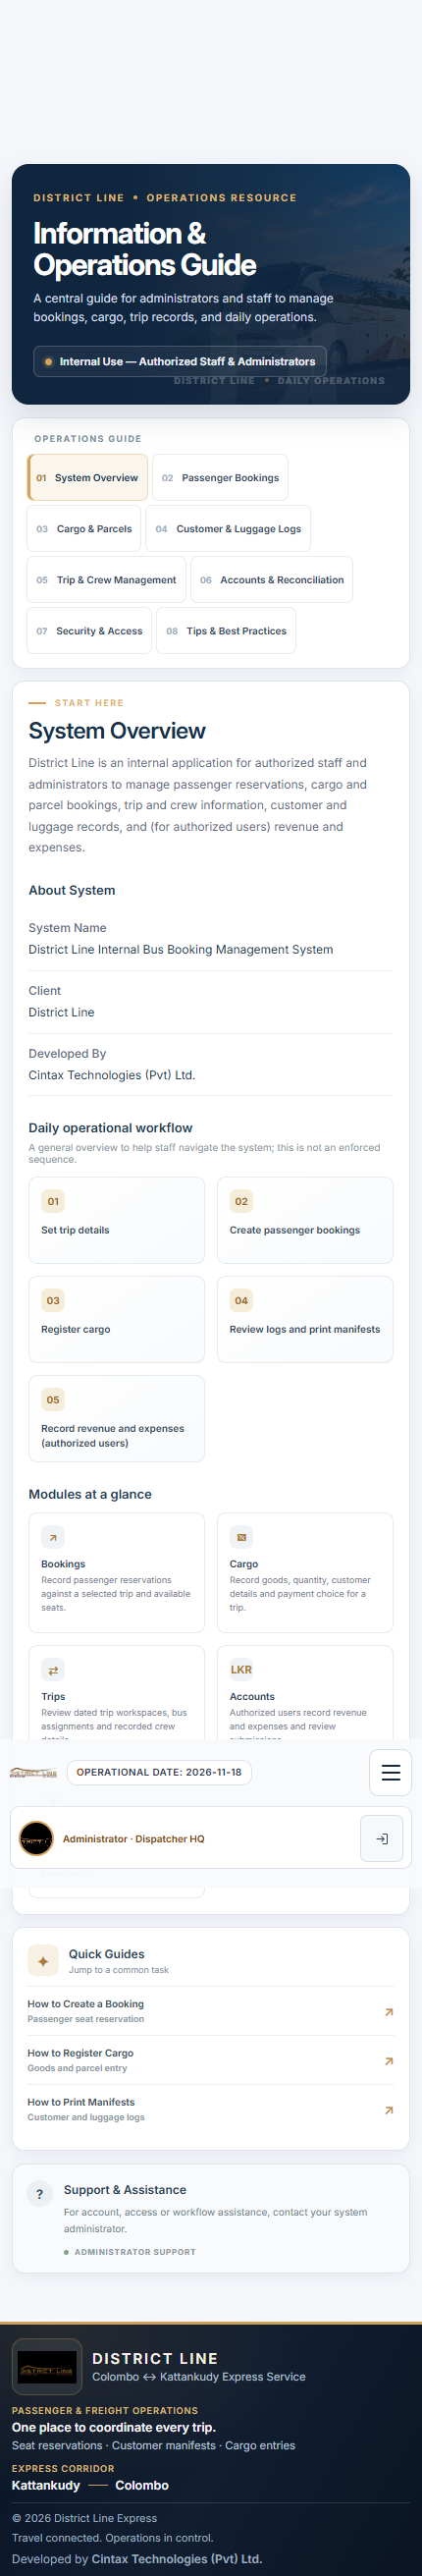 DISTRICT LINE • OPERATIONS RESOURCE
Information &
Operations Guide
A central guide for administrators and staff to manage
bookings, cargo, trip records, and daily operations.
Internal Use — Authorized Staff & Administrators
DISTRICT LINE • DAILY OPERATIONS
OPERATIONS GUIDE
01 System Overview
02 Passenger Bookings
03 Cargo & Parcels
04 Customer & Luggage Logs
05 Trip & Crew Management
06 Accounts & Reconciliation
07 Security & Access
08 Tips & Best Practices
START HERE
System Overview
District Line is an internal application for authorized staff and
administrators to manage passenger reservations, cargo and
parcel bookings, trip and crew information, customer and
luggage records, and (for authorized users) revenue and
expenses.
About System
System Name
District Line Internal Bus Booking Management System
Client
District Line
Developed By
Cintax Technologies (Pvt) Ltd.
Daily operational workflow
A general overview to help staff navigate the system; this is not an enforced
sequence.
01
Set trip details
02
Create passenger bookings
03
Register cargo
04
Review logs and print manifests
05
Record revenue and expenses
(authorized users)
Modules at a glance
Bookings
Record passenger reservations
against a selected trip and available
seats.
Cargo
Record goods, quantity, customer
details and payment choice for a
trip.
Trips
Review dated trip workspaces, bus
assignments and recorded crew
LKR
Accounts
Authorized users record revenue
and expenses and review
DISTRICT LINE
OPERATIONAL DATE: 2026-11-18
Administrator · Dispatcher HQ
Quick Guides
Jump to a common task
How to Create a Booking
Passenger seat reservation
How to Register Cargo
Goods and parcel entry
How to Print Manifests
Customer and luggage logs
?
Support & Assistance
For account, access or workflow assistance, contact your system
administrator.
ADMINISTRATOR SUPPORT
DISTRICT LINE
DISTRICT LINE
Colombo ↔ Kattankudy Express Service
PASSENGER & FREIGHT OPERATIONS
One place to coordinate every trip.
Seat reservations · Customer manifests · Cargo entries
EXPRESS CORRIDOR
Kattankudy — Colombo
© 2026 District Line Express
Travel connected. Operations in control.
Developed by Cintax Technologies (Pvt) Ltd.